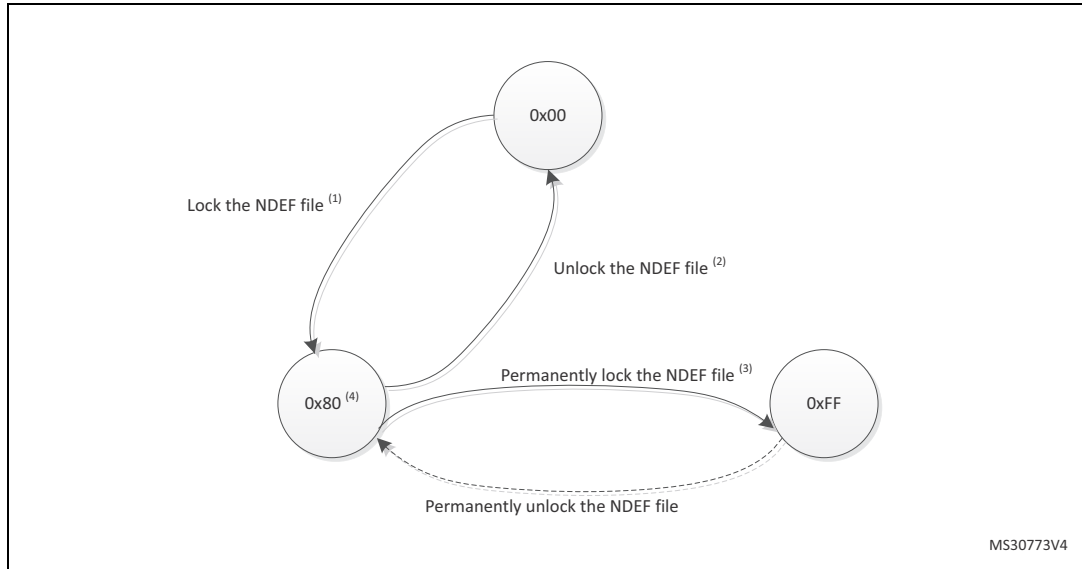 0x00
Lock the NDEF file (1)
Unlock the NDEF file (2)
Permanently lock the NDEF file (3)
0x80 (4)
0xFF
Permanently unlock the NDEF file
MS30773V4